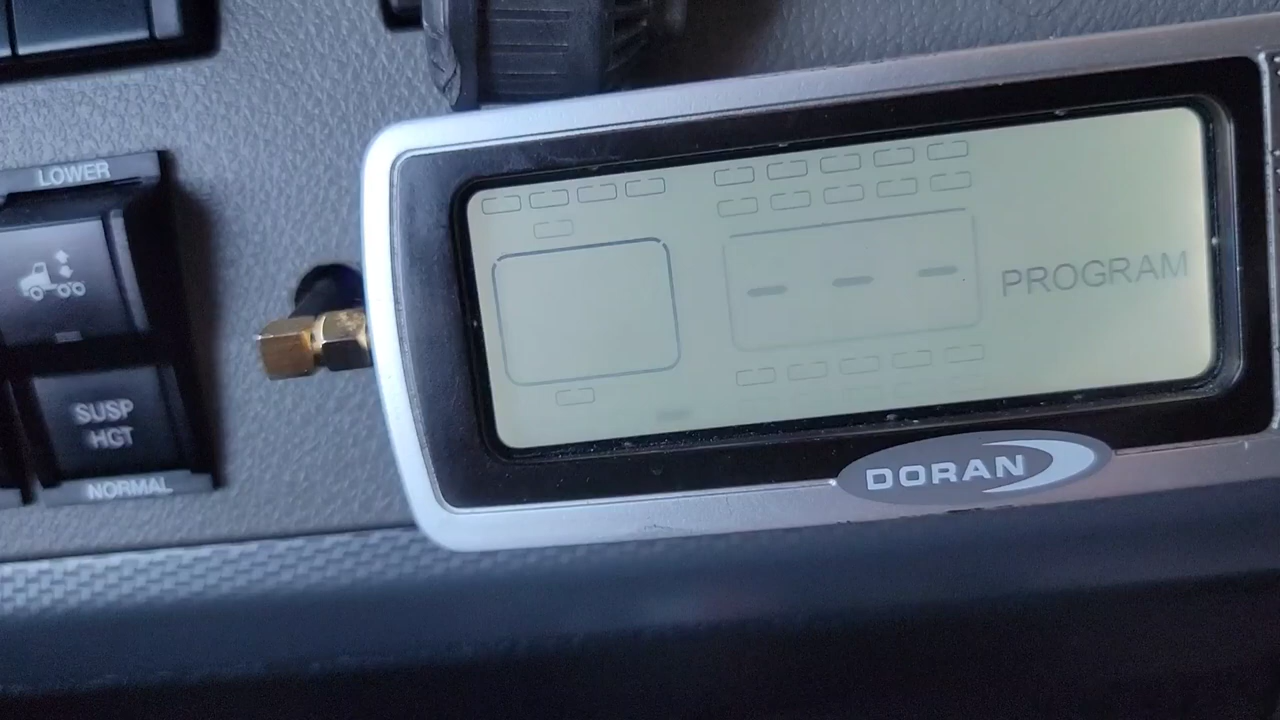 LOWER
SUSP
HGT
NORMAL
- - - PROGRAM
DORAN